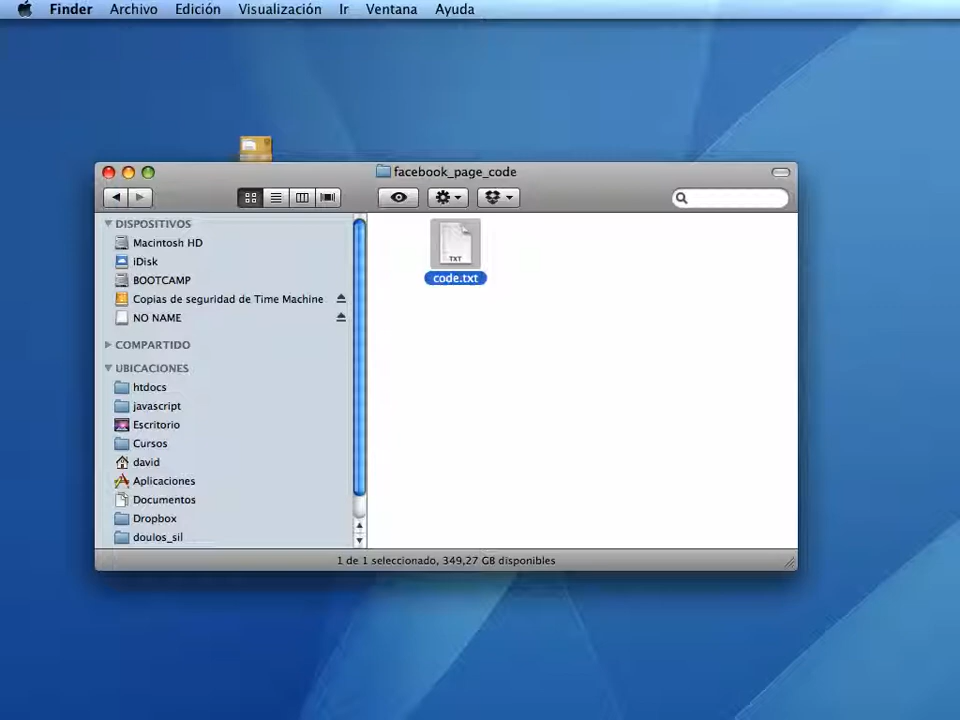 Finder Archivo Edición Visualización Ir Ventana Ayuda
facebook_page_code
DISPOSITIVOS
Macintosh HD
iDisk
BOOTCAMP
Copias de seguridad de Time Machine
NO NAME
COMPARTIDO
UBICACIONES
htdocs
javascript
Escritorio
Cursos
david
Aplicaciones
Documentos
Dropbox
doulos_sil
TXT
code.txt
1 de 1 seleccionado, 349,27 GB disponibles